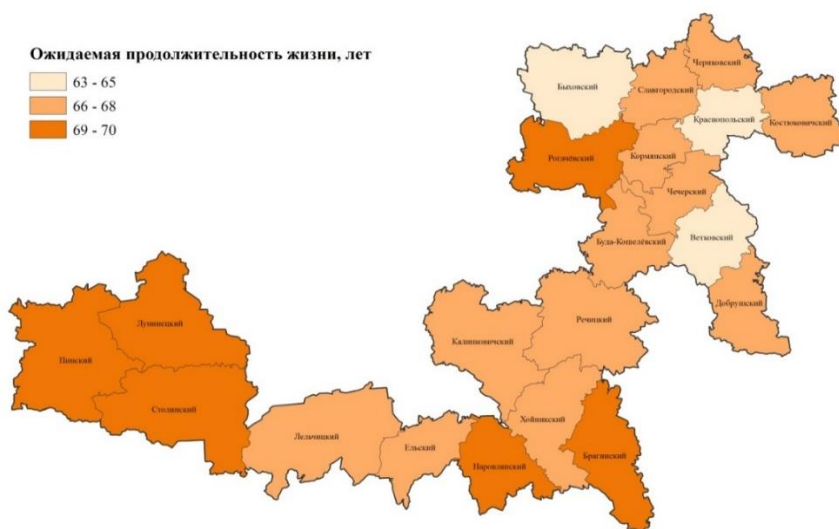 Ожидаемая продолжительность жизни, лет
63 - 65
66 - 68
69 - 70
Чериковский
Быховский
Славгородский
Краснопольский
Костюковичский
Рогачёвский
Кормянский
Чечерский
Буда-Кошелёвский
Ветковский
Добрушский
Лунинецкий
Речицкий
Калинковичский
Пинский
Столинский
Хойникский
Лельчицкий
Ельский
Наровлянский
Брагинский